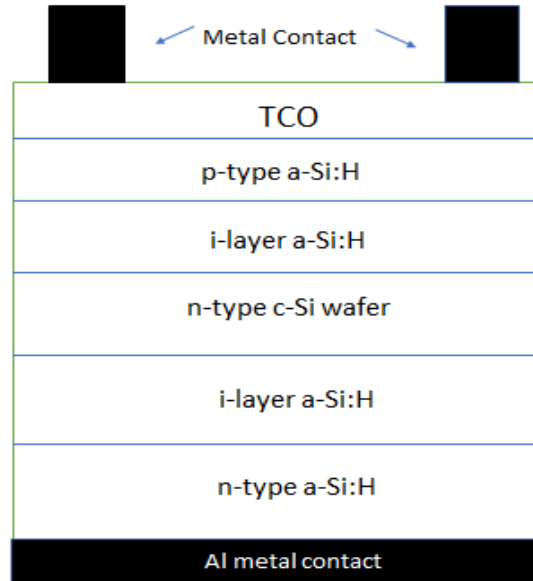 Metal Contact
TCO
p-type a-Si:H
i-layer a-Si:H
n-type c-Si wafer
i-layer a-Si:H
n-type a-Si:H
Al metal contact